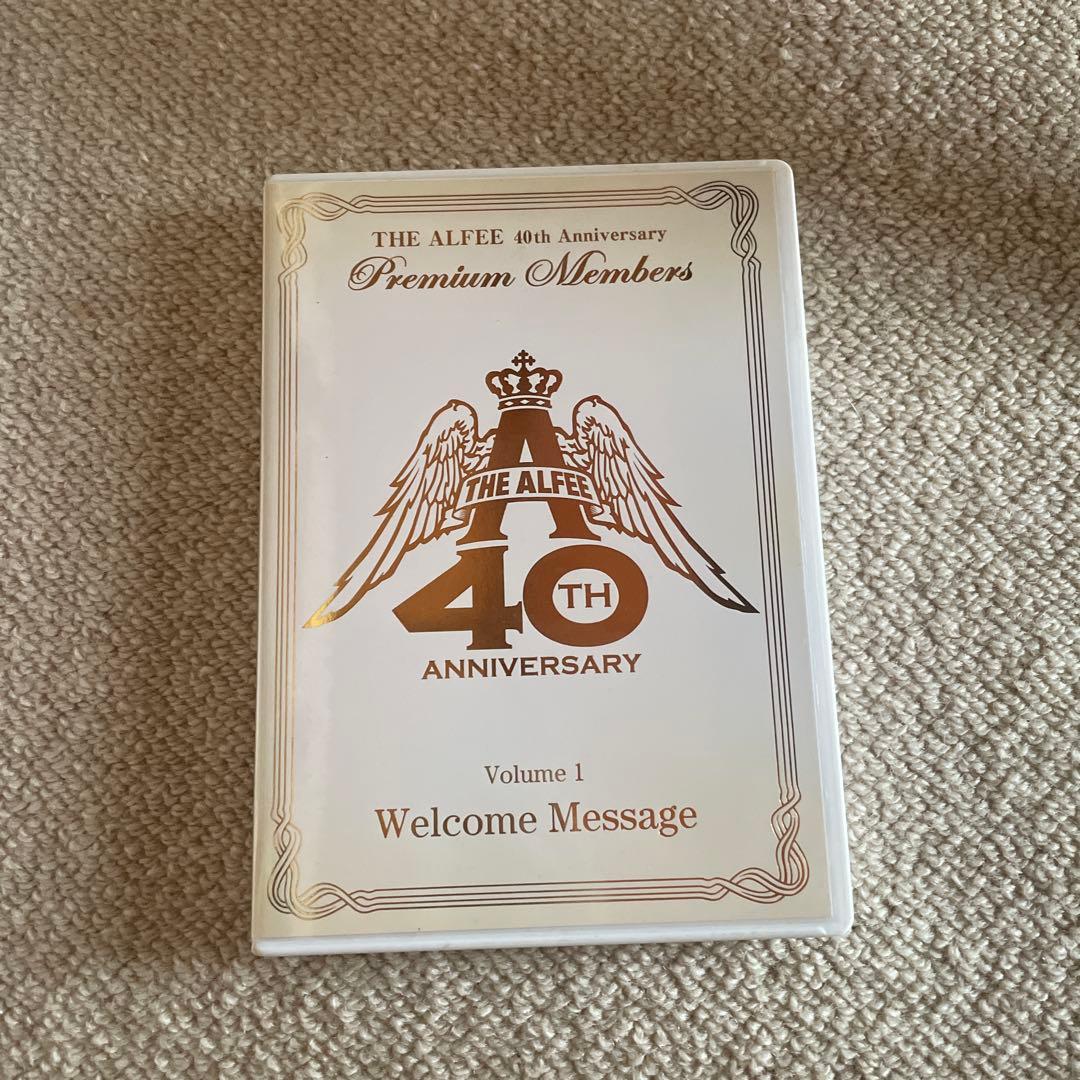 THE ALFEE 40th Anniversary
Premium Members
A
THE ALFEE
40TH
ANNIVERSARY
Volume 1
Welcome Message